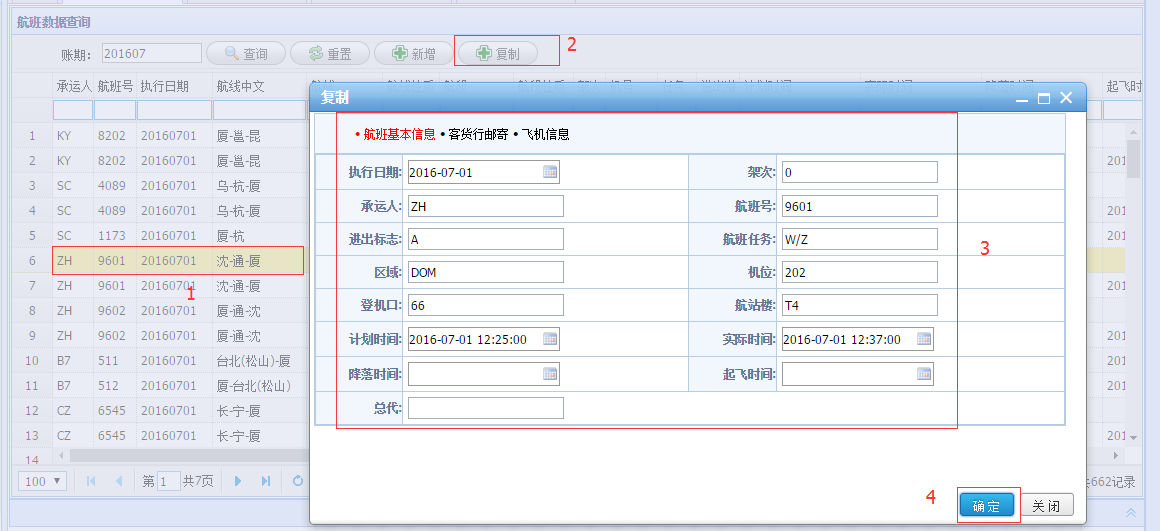 航班数据查询
账期: 201607 查询 重置 新增 复制 2
承运人 航班号 执行日期 航线中文 起飞时
复制
1 KY 8202 20160701 厦-邕-昆
2 KY 8202 20160701 厦-邕-昆 201
3 SC 4089 20160701 乌-杭-厦
4 SC 4089 20160701 乌-杭-厦 201
5 SC 1173 20160701 厦-杭 201
6 ZH 9601 20160701 沈-通-厦
7 ZH 9601 20160701 沈-通-厦 201
1
8 ZH 9602 20160701 厦-通-沈
9 ZH 9602 20160701 厦-通-沈 201
10 B7 511 20160701 台北(松山)-厦 201
11 B7 512 20160701 厦-台北(松山) 201
12 CZ 6545 20160701 长-宁-厦
13 CZ 6545 20160701 长-宁-厦 201
14
•航班基本信息 •客货行邮寄 •飞机信息
执行日期: 2016-07-01 架次: 0
承运人: ZH 航班号: 9601
进出标志: A 航班任务: W/Z
3
区域: DOM 机位: 202
登机口: 66 航站楼: T4
计划时间: 2016-07-01 12:25:00 实际时间: 2016-07-01 12:37:00
降落时间: 起飞时间:
总代:
100 第 1 共7页 共662记录
4 确定 关闭